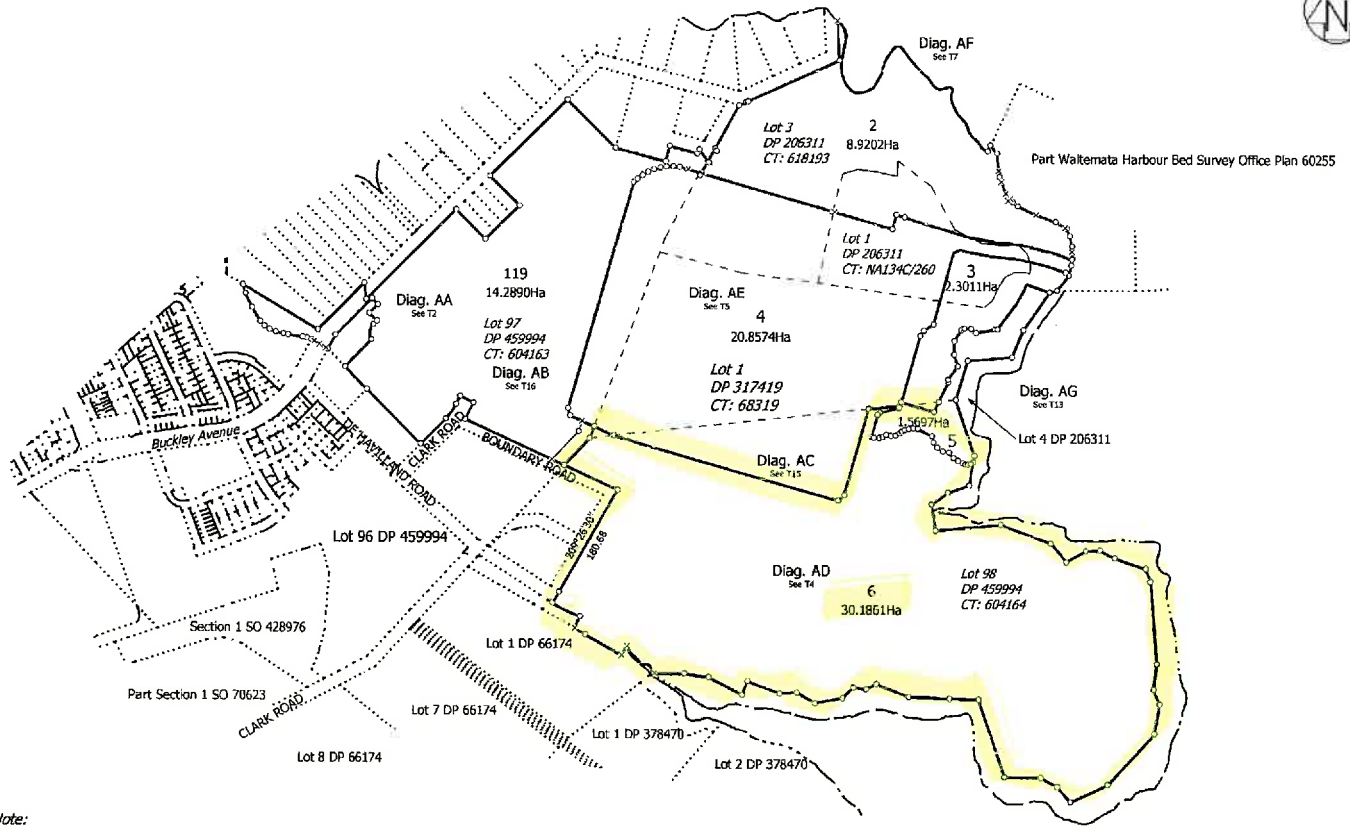 N
Diag. AF
See T7
Lot 3
DP 206311
CT: 618193
2
8.9202Ha
Part Waitemata Harbour Bed Survey Office Plan 60255
Lot 1
DP 206311
CT: NA134C/260
3
2.3011Ha
119
14.2890Ha
Diag. AA
See T2
Lot 97
DP 459994
CT: 604163
Diag. AB
See T16
Diag. AE
See T5
4
20.8574Ha
Lot 1
DP 317419
CT: 68319
Diag. AG
See T13
Lot 4 DP 206311
1.5697Ha
5
Buckley Avenue
DE HAVILLAND ROAD
CLARK ROAD
BOUNDARY ROAD
Diag. AC
See T15
209°26'30"
180.68
Lot 96 DP 459994
Diag. AD
See T4
6
30.1861Ha
Lot 98
DP 459994
CT: 604164
Section 1 SO 428976
Lot 1 DP 66174
Part Section 1 SO 70623
CLARK ROAD
Lot 7 DP 66174
Lot 1 DP 378470
Lot 8 DP 66174
Lot 2 DP 378470
Note: